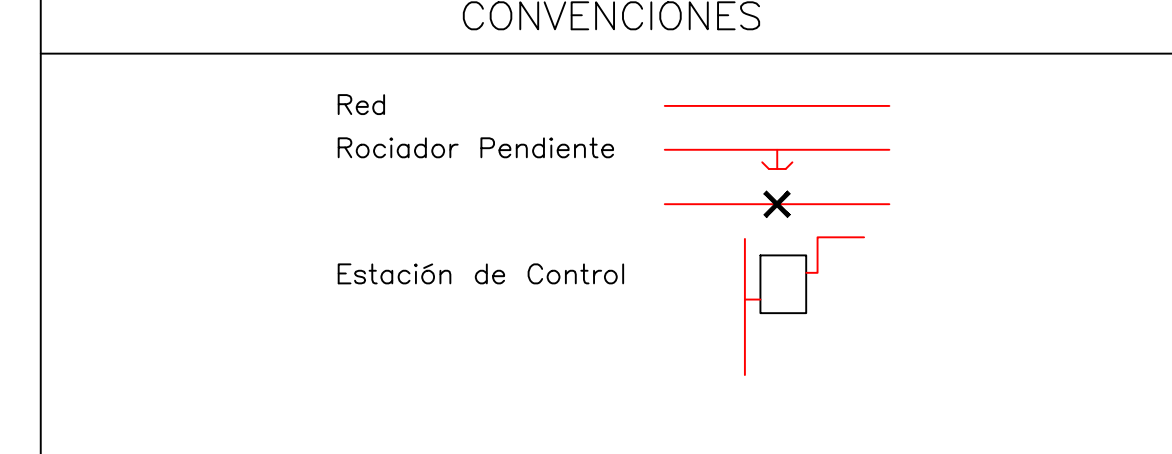 CONVENCIONES
Red
Rociador Pendiente
Estación de Control